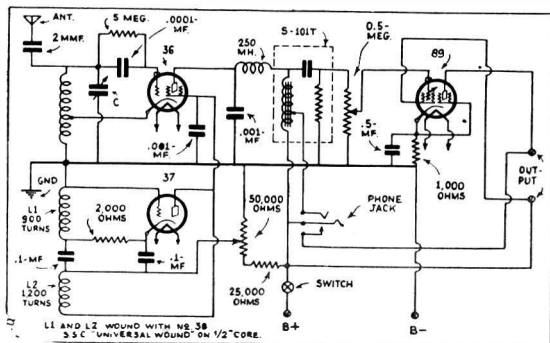 ANT.
5 MEG.
.0001-
MF.
2 MMF.
36
C
.001-
MF.
250
MH.
.001
MF.
S-101T
0.5-
MEG.
89
.5-
MF.
1,000
OHMS
OUT-
PUT
GND
L1
900
TURNS
2,000
OHMS
37
.1-
MF
.1-
MF
L2
1,200
TURNS
50,000
OHMS
25,000
OHMS
PHONE
JACK
SWITCH
B+
B-
L1 AND L2 WOUND WITH NO. 38
S.S.C "UNIVERSAL WOUND" ON 1/2" CORE.